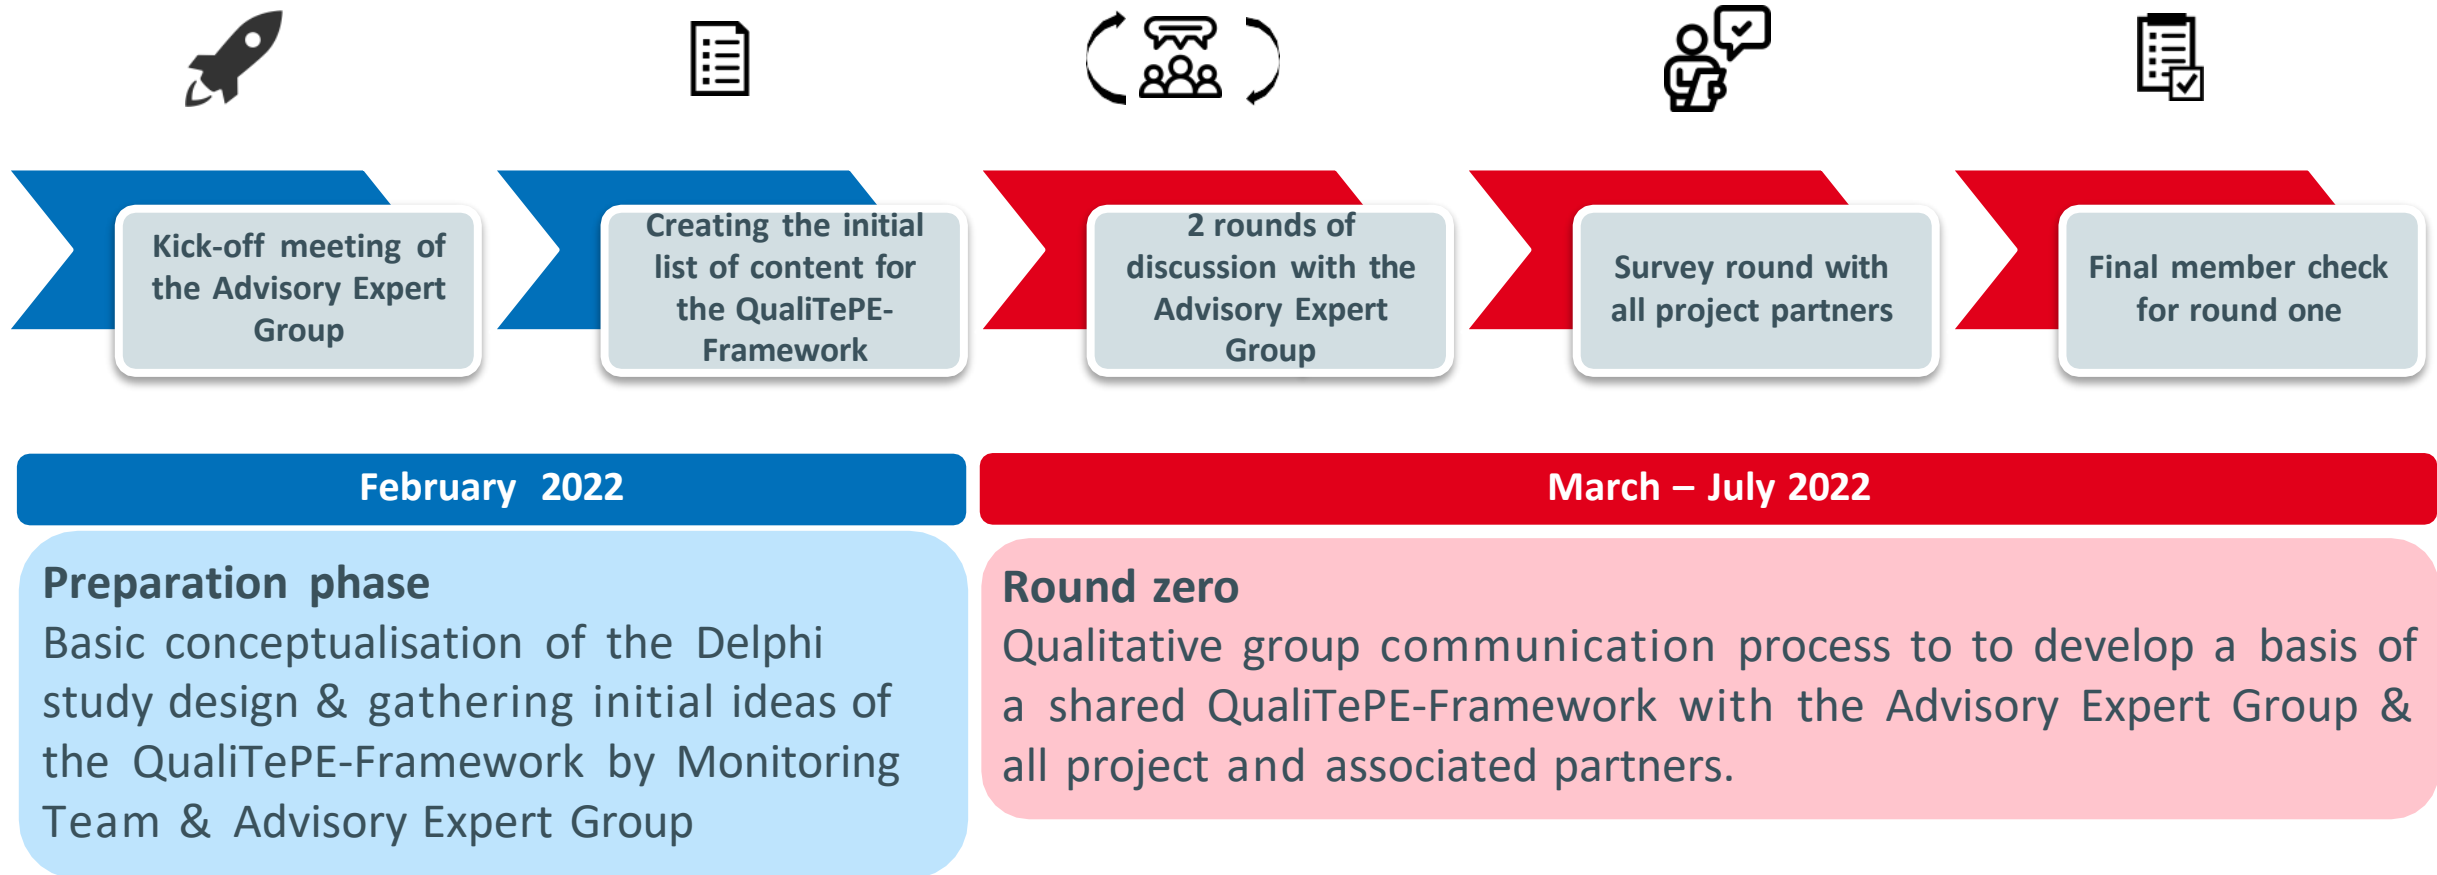 Kick-off meeting of
the Advisory Expert
Group
Creating the initial
list of content for
the QualiTePE-
Framework
2 rounds of
discussion with the
Advisory Expert
Group
Survey round with
all project partners
Final member check
for round one
February 2022
March – July 2022
Preparation phase
Basic conceptualisation of the Delphi
study design & gathering initial ideas of
the QualiTePE-Framework by Monitoring
Team & Advisory Expert Group
Round zero
Qualitative group communication process to to develop a basis of
a shared QualiTePE-Framework with the Advisory Expert Group &
all project and associated partners.